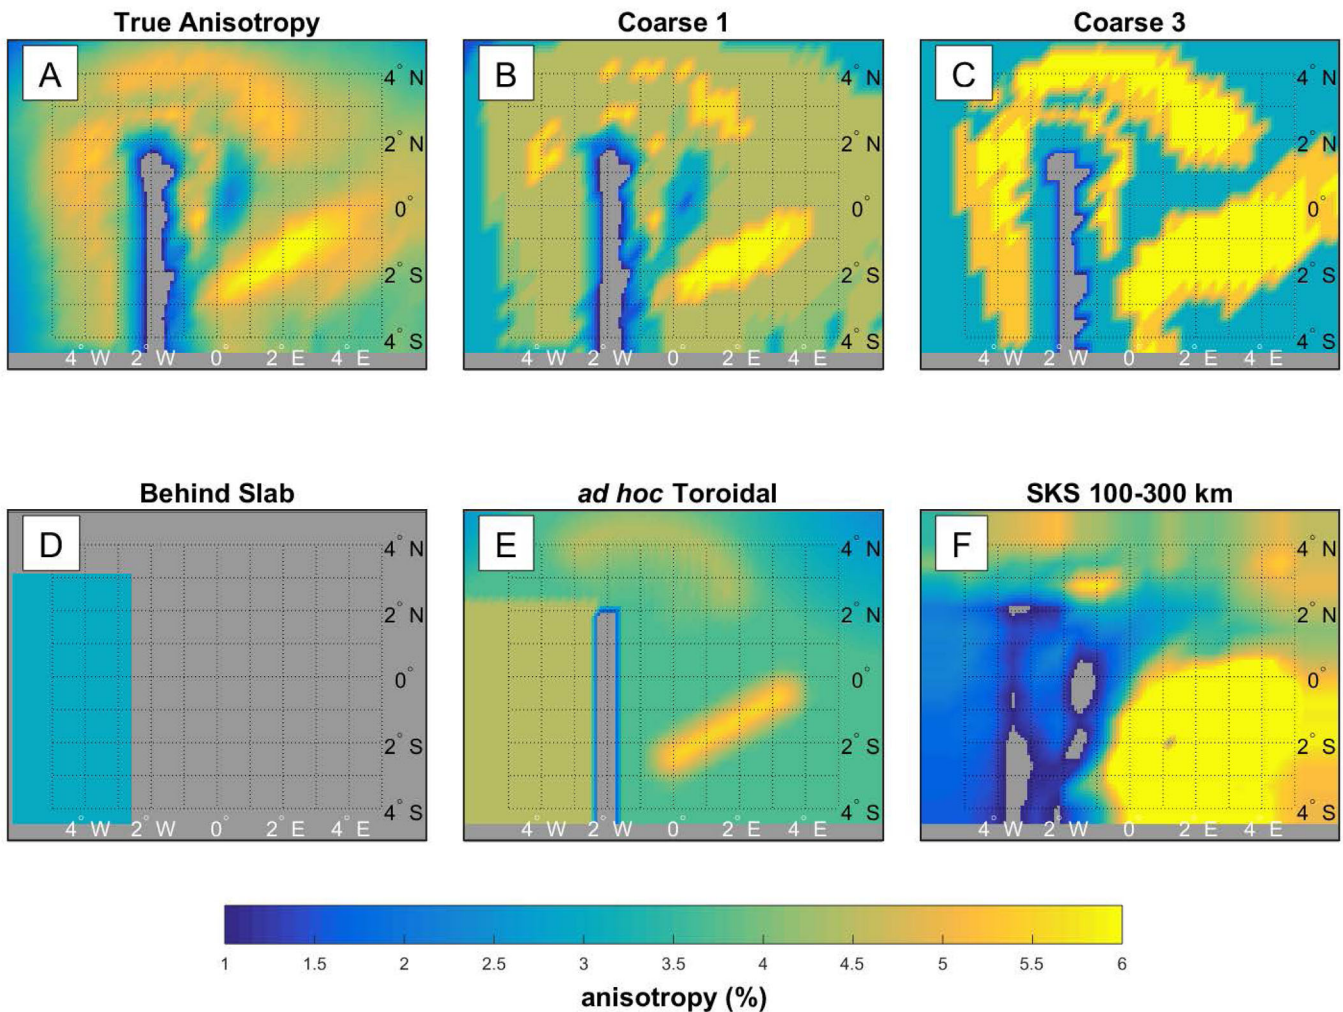 True Anisotropy Coarse 1 Coarse 3
A B C
4° N 4° N 4° N
2° N 2° N 2° N
0° 0° 0°
2° S 2° S 2° S
4° S 4° S 4° S
4° W 2° W 0° 2° E 4° E 4° W 2° W 0° 2° E 4° E 4° W 2° W 0° 2° E 4° E
Behind Slab ad hoc Toroidal SKS 100-300 km
D E F
4° N 4° N 4° N
2° N 2° N 2° N
0° 0° 0°
2° S 2° S 2° S
4° S 4° S 4° S
4° W 2° W 0° 2° E 4° E 4° W 2° W 0° 2° E 4° E 4° W 2° W 0° 2° E 4° E
1 1.5 2 2.5 3 3.5 4 4.5 5 5.5 6
anisotropy (%)